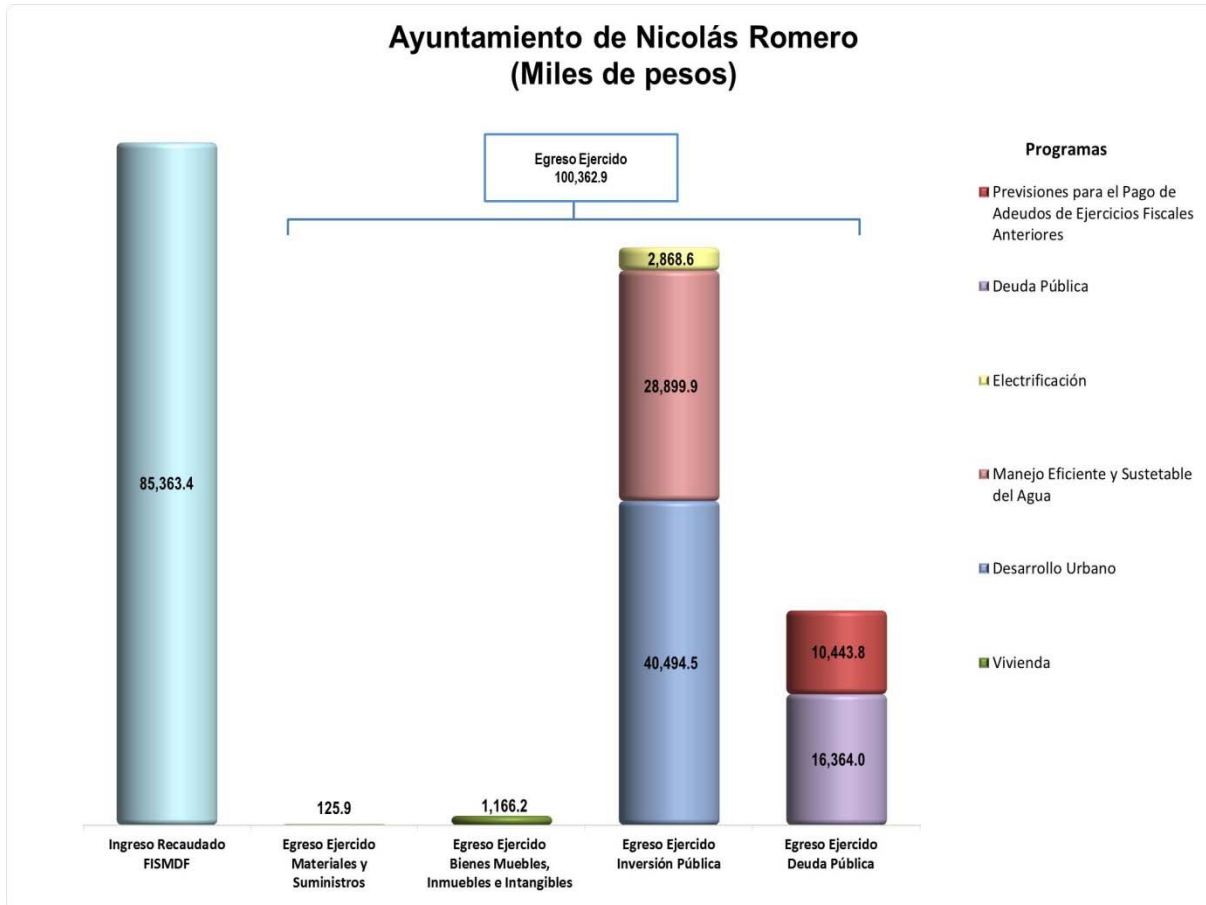 Ayuntamiento de Nicolás Romero
(Miles de pesos)
Egreso Ejercido
100,362.9
Programas
Previsiones para el Pago de
Adeudos de Ejercicios Fiscales
Anteriores
Deuda Pública
Electrificación
Manejo Eficiente y Sustetable
del Agua
Desarrollo Urbano
Vivienda
85,363.4
125.9
1,166.2
2,868.6
28,899.9
40,494.5
10,443.8
16,364.0
Ingreso Recaudado
FISMDF
Egreso Ejercido
Materiales y
Suministros
Egreso Ejercido
Bienes Muebles,
Inmuebles e Intangibles
Egreso Ejercido
Inversión Pública
Egreso Ejercido
Deuda Pública